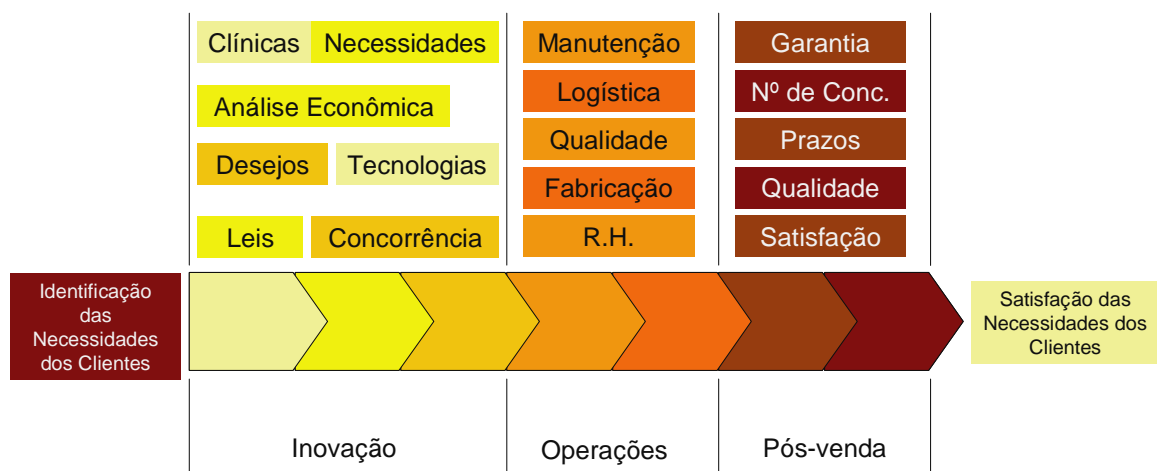 Clínicas Necessidades
Análise Econômica
Desejos Tecnologias
Leis Concorrência
Manutenção
Logística
Qualidade
Fabricação
R.H.
Garantia
Nº de Conc.
Prazos
Qualidade
Satisfação
Identificação
das
Necessidades
dos Clientes
Satisfação das
Necessidades dos
Clientes
Inovação
Operações
Pós-venda